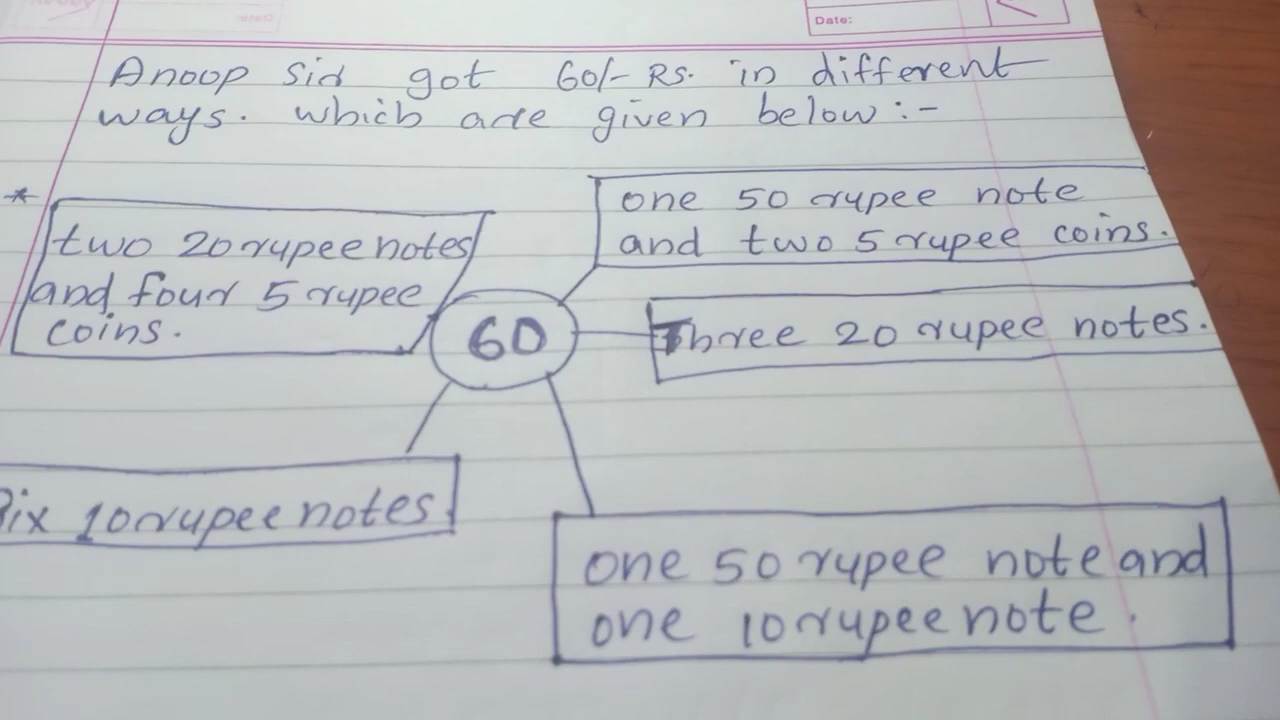 Date:
Anoop Sir got 60/- RS. in different
ways. which are given below:-
*
two 20 rupee notes
and four 5 rupee
coins.
one 50 rupee note
and two 5 rupee coins.
60
Three 20 rupee notes.
Six 10 rupee notes
one 50 rupee note and
one 10 rupee note.